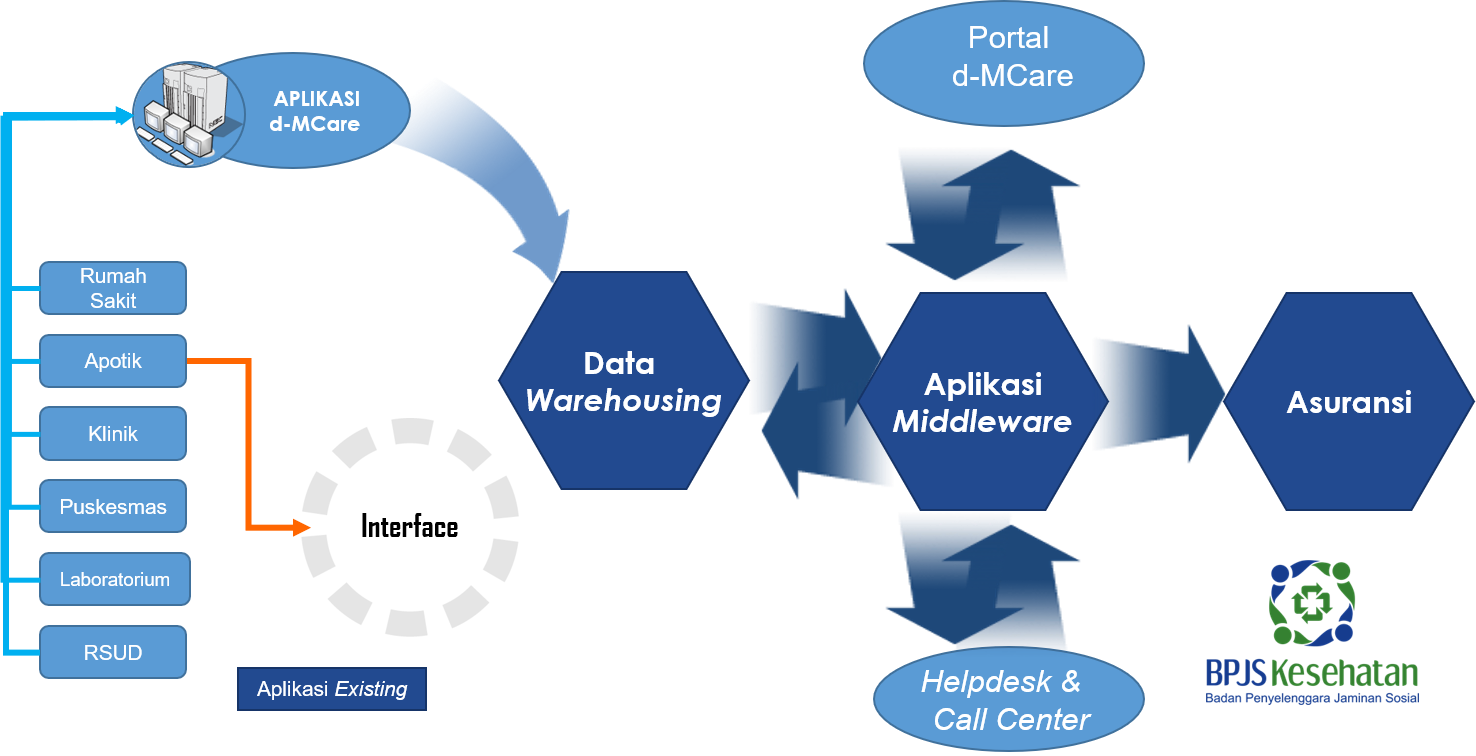 APLIKASI
d-MCare
Portal
d-MCare
Rumah
Sakit
Apotik
Klinik
Puskesmas
Laboratorium
RSUD
Interface
Aplikasi Existing
Data
Warehousing
Aplikasi
Middleware
Asuransi
Helpdesk &
Call Center
BPJS Kesehatan
Badan Penyelenggara Jaminan Sosial